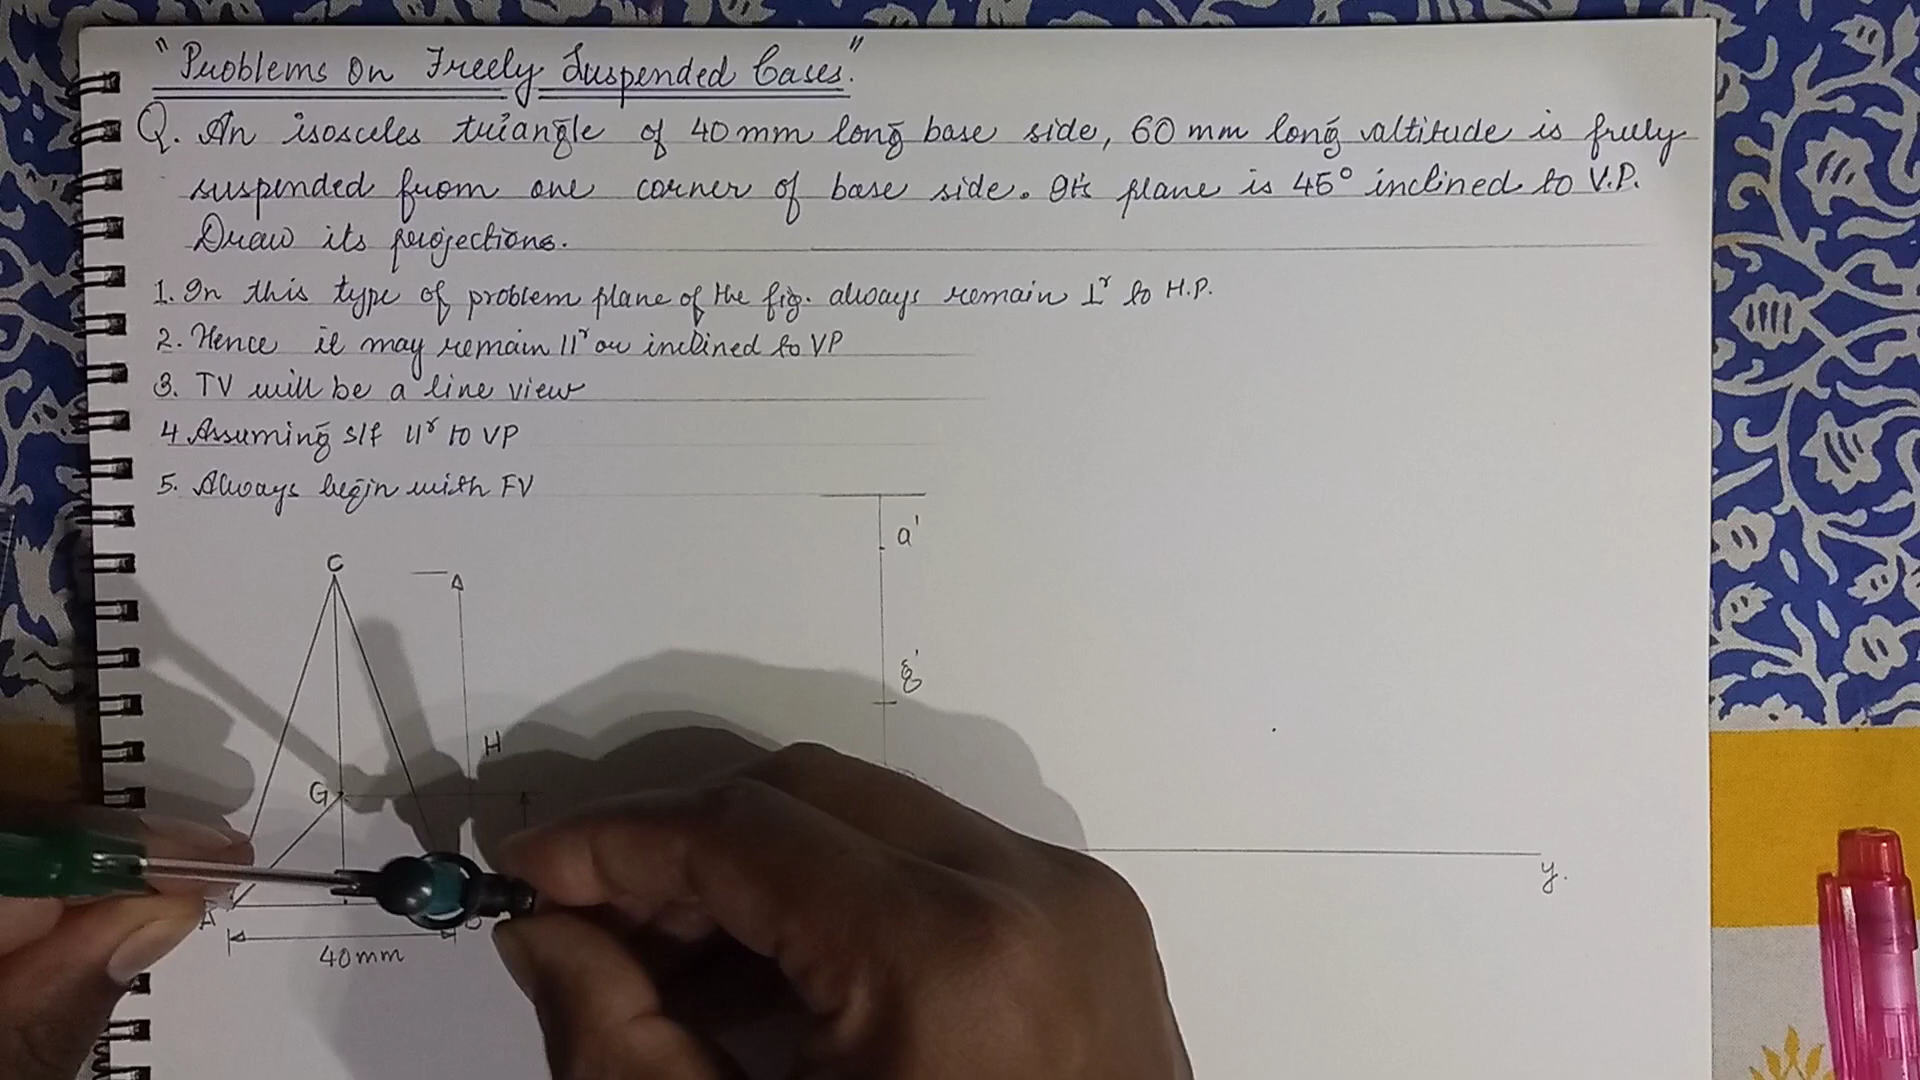 "Problems On Freely Suspended Cases."
Q. An isosceles triangle of 40 mm long base side, 60 mm long altitude is freely
suspended from one corner of base side. It's plane is 45° inclined to V.P.
Draw its projections.
1. In this type of problem plane of the fig. always remain ⊥r to H.P.
2. Hence it may remain 11r or inclined to VP
3. TV will be a line view
4 Assuming s/f 11r to VP
5. Always begin with FV
a'
C
g'
H
G
y.
A
40mm